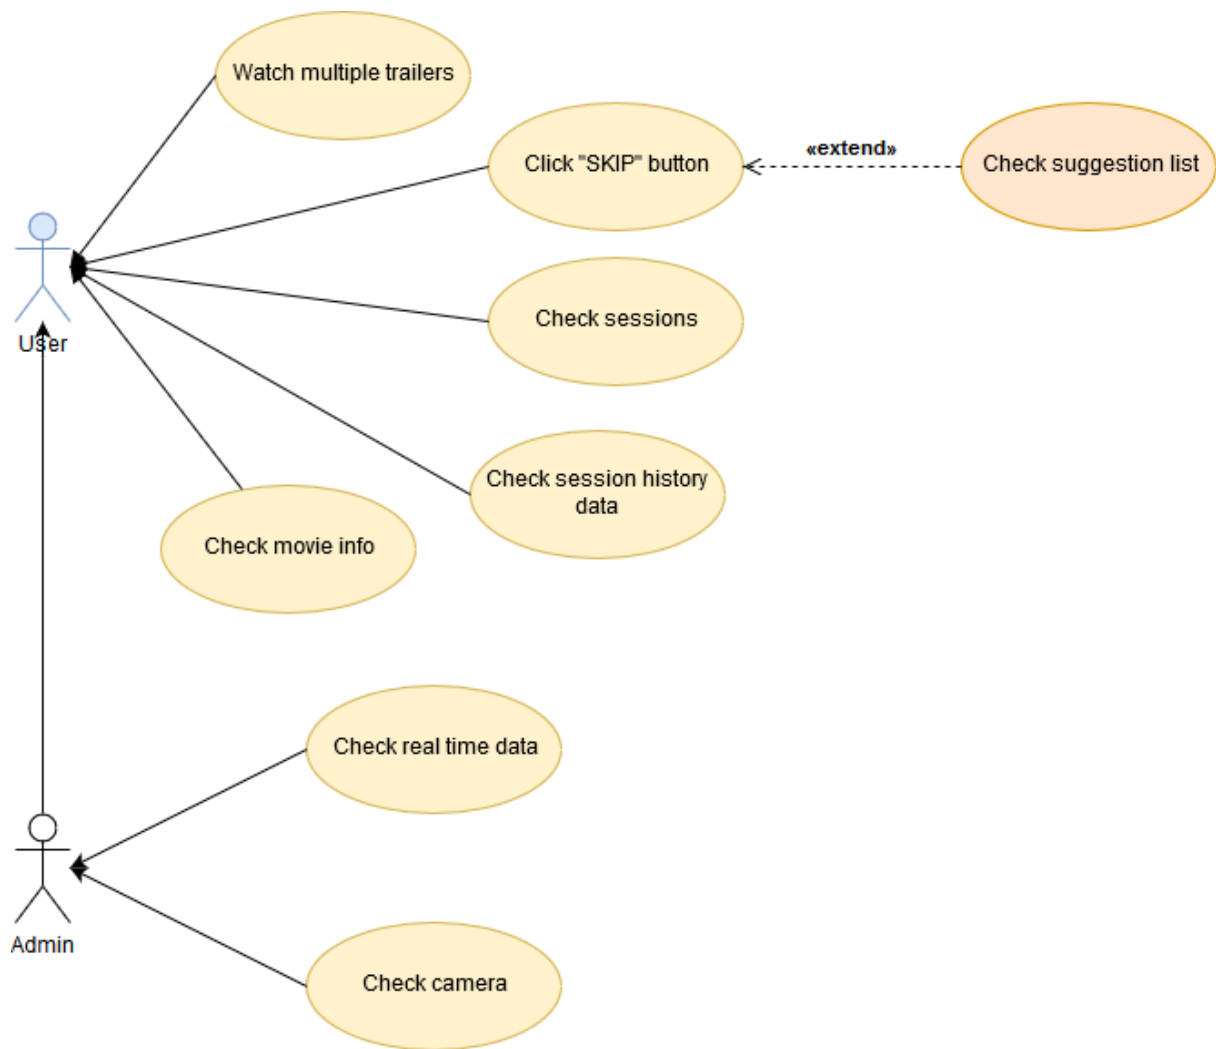 Watch multiple trailers
Click "SKIP" button
«extend»
Check suggestion list
User
Check sessions
Check session history
data
Check movie info
Check real time data
Admin
Check camera